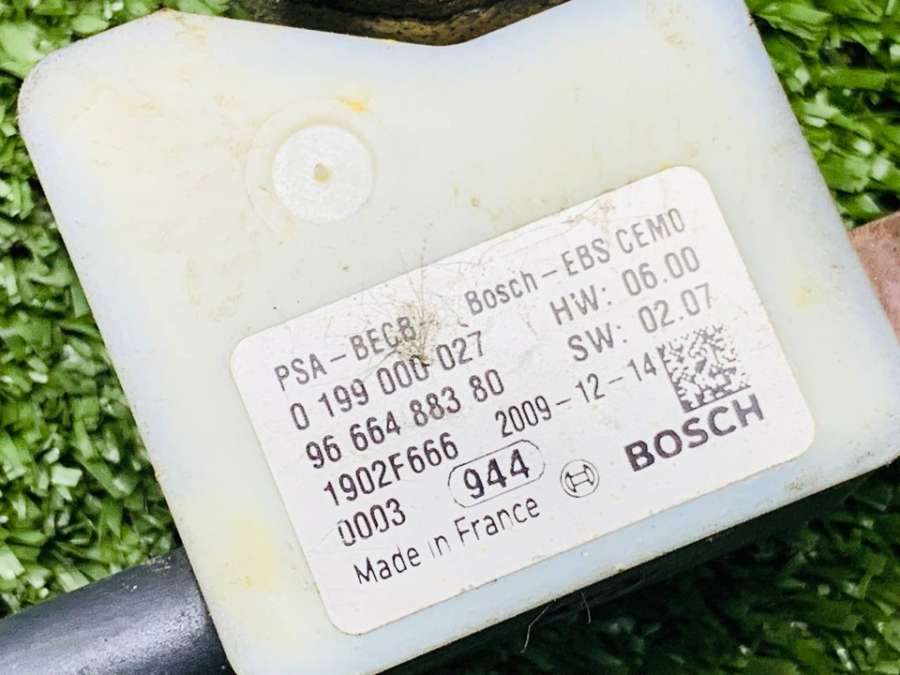 PSA-BECB Bosch-EBS CEM0
0 199 000 027 HW: 06.00
96 664 883 80 SW: 02.07
1902F666 2009-12-14
0003 944 BOSCH
Made in France